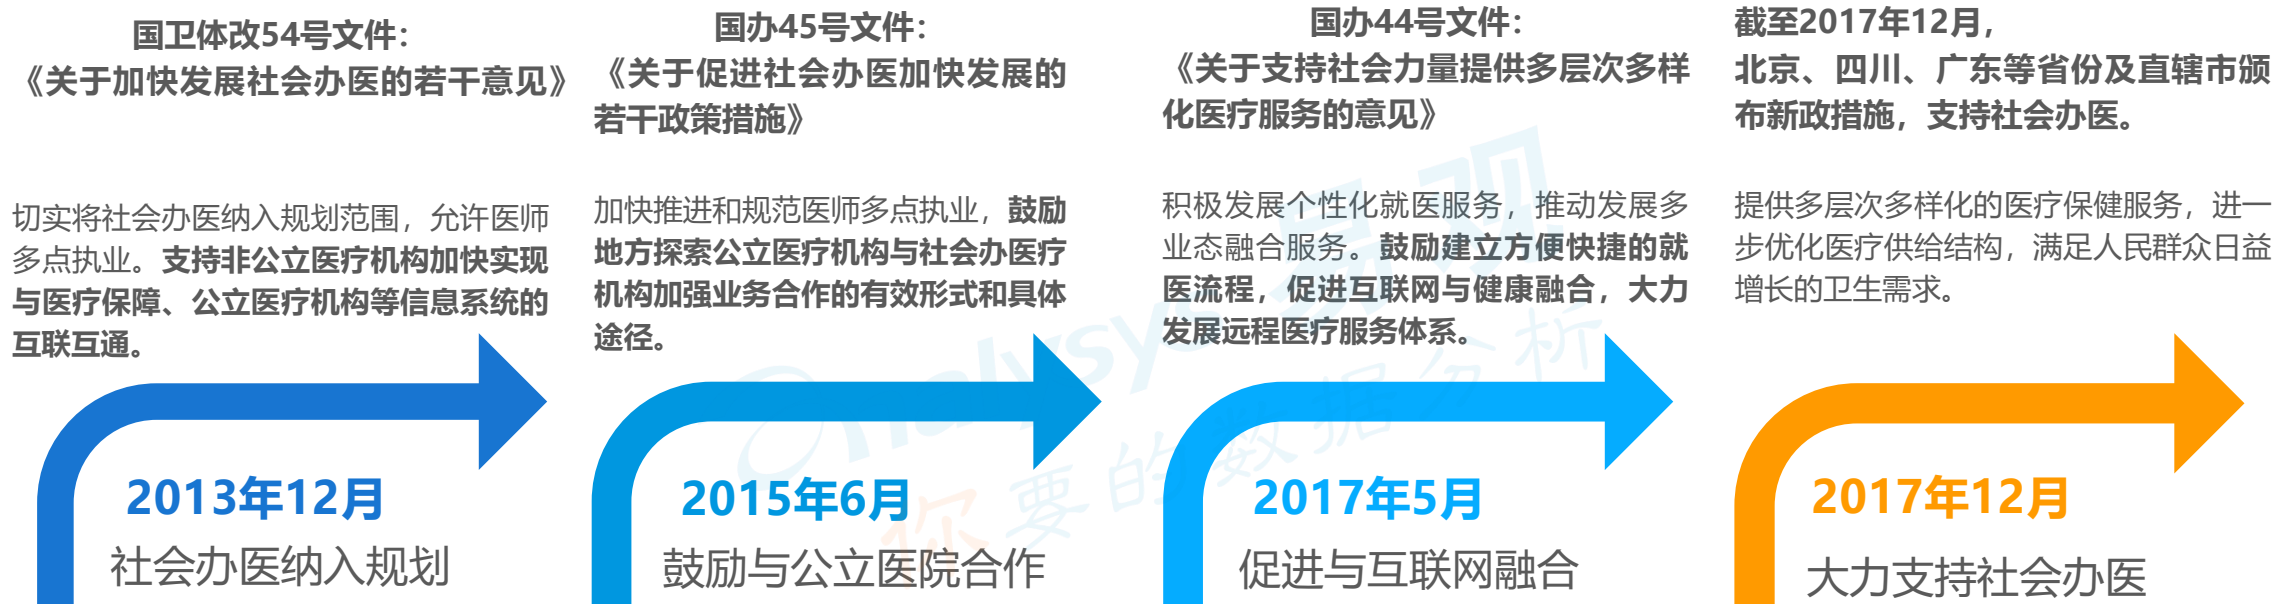 国卫体改54号文件：
《关于加快发展社会办医的若干意见》
切实将社会办医纳入规划范围，允许医师
多点执业。支持非公立医疗机构加快实现
与医疗保障、公立医疗机构等信息系统的
互联互通。
2013年12月
社会办医纳入规划
国办45号文件：
《关于促进社会办医加快发展的
若干政策措施》
加快推进和规范医师多点执业，鼓励
地方探索公立医疗机构与社会办医疗
机构加强业务合作的有效形式和具体
途径。
2015年6月
鼓励与公立医院合作
国办44号文件：
《关于支持社会力量提供多层次多样
化医疗服务的意见》
积极发展个性化就医服务，推动发展多
业态融合服务。鼓励建立方便快捷的就
医流程，促进互联网与健康融合，大力
发展远程医疗服务体系。
2017年5月
促进与互联网融合
截至2017年12月，
北京、四川、广东等省份及直辖市颁
布新政措施，支持社会办医。
提供多层次多样化的医疗保健服务，进一
步优化医疗供给结构，满足人民群众日益
增长的卫生需求。
2017年12月
大力支持社会办医
analysys 易观
你要的数据分析